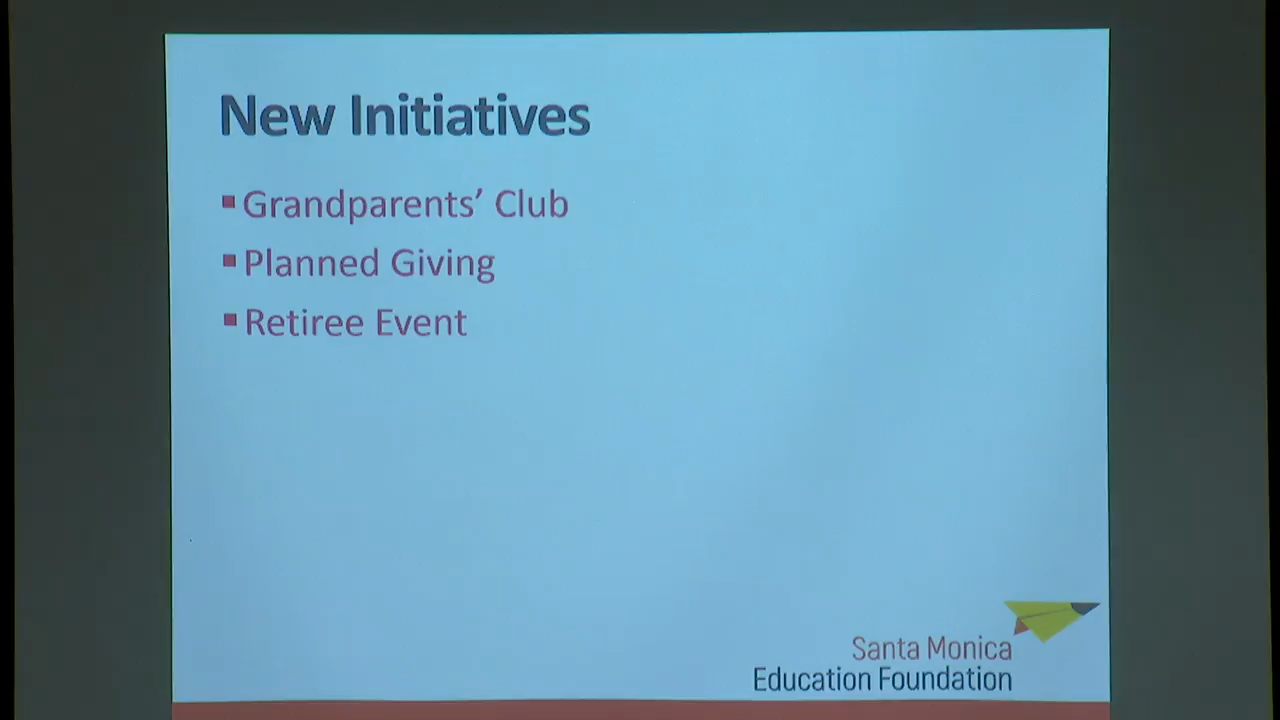 New Initiatives
▪Grandparents’ Club
▪Planned Giving
▪Retiree Event
Santa Monica
Education Foundation